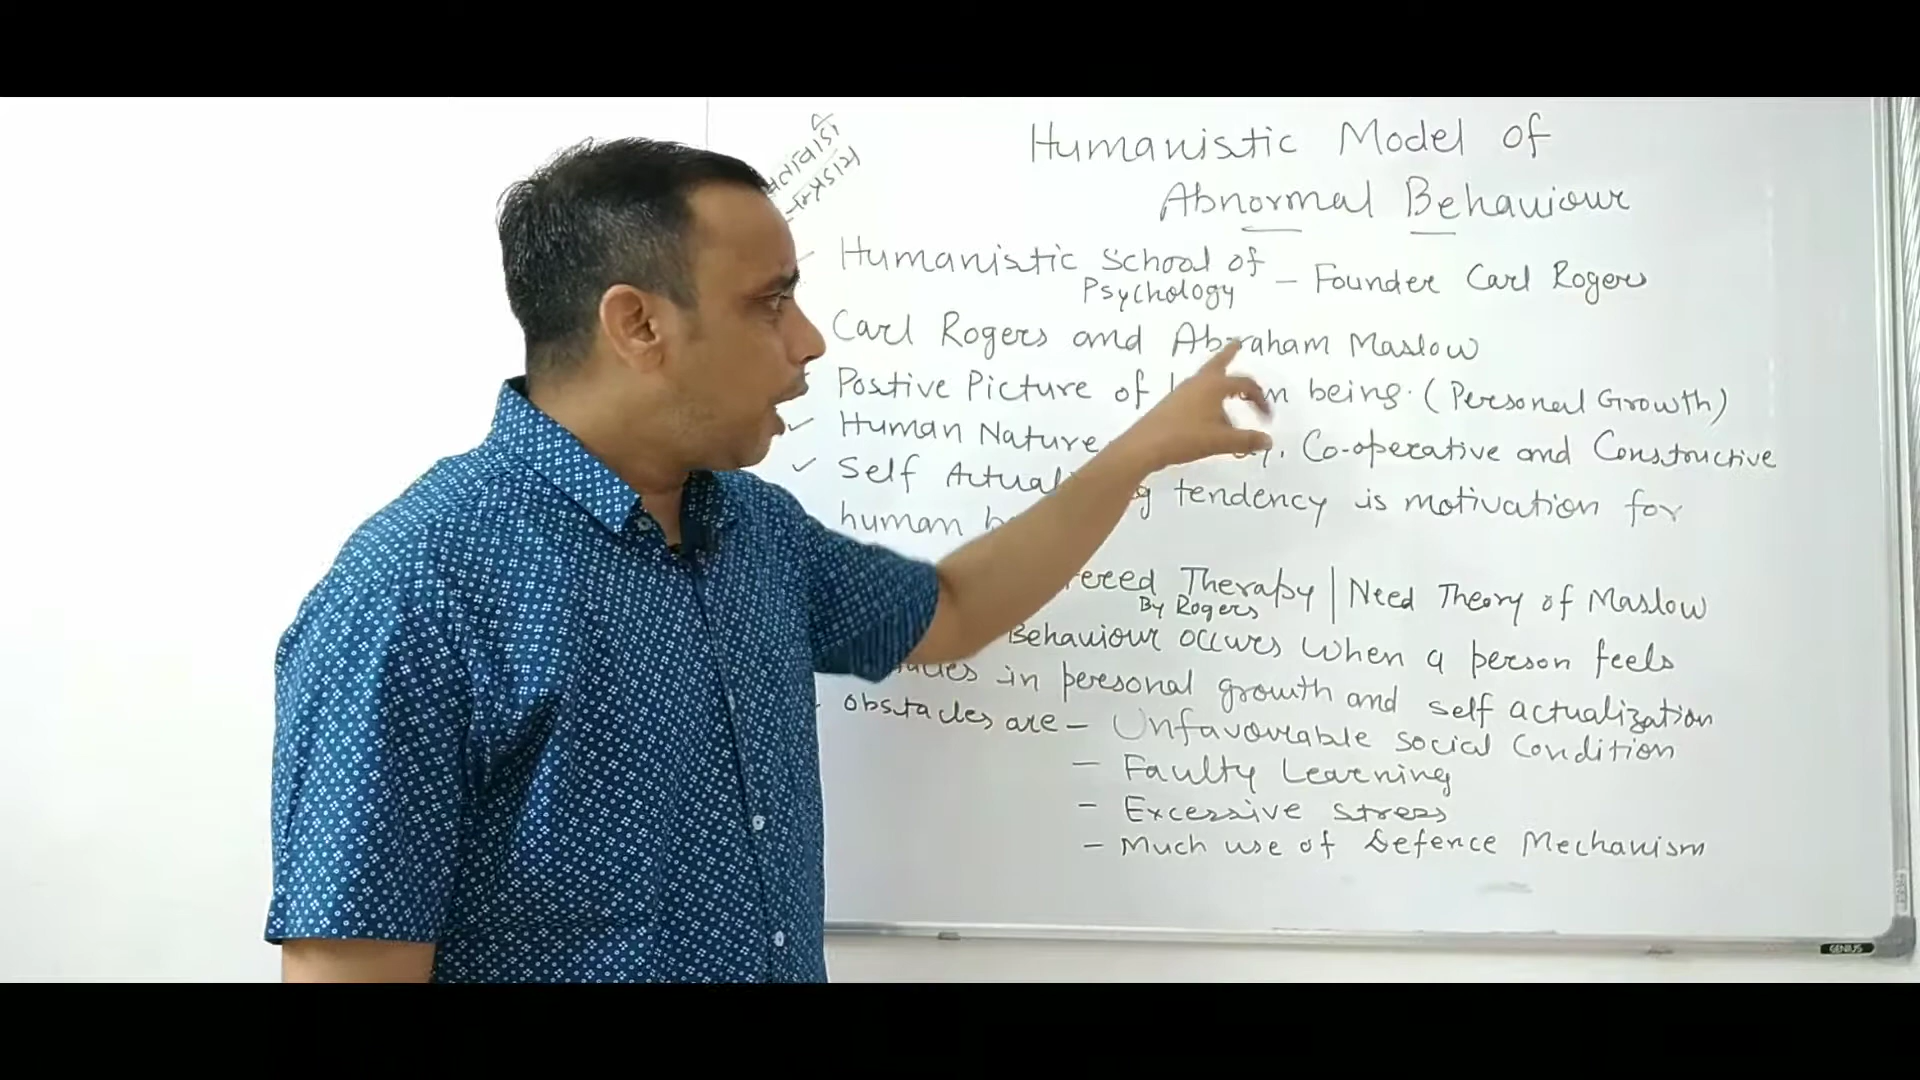 मानवतावादी
Humanistic Model of
Abnormal Behaviour
Humanistic School of
Psychology – Founder Carl Rogers
Carl Rogers and Abraham Maslow
Postive Picture of being. (Personal Growth)
Human Nature Co-operative and Constructive
Self tendency is motivation for
human
Therapy | Need Theory of Maslow
By Rogers
Behaviour occurs when a person feels
in personal growth and self actualization
obstacles are – Unfavourable social Condition
– Faulty Learning
– Excessive stress
– Much use of Defence Mechanism
GENIUS